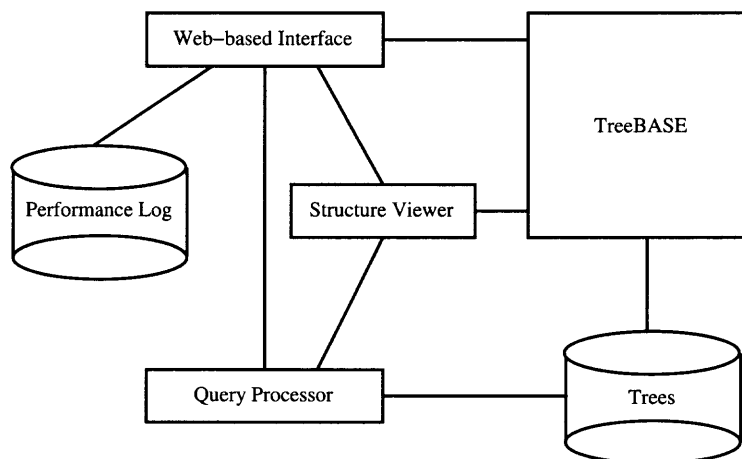 Web-based Interface
TreeBASE
Performance Log
Structure Viewer
Query Processor
Trees